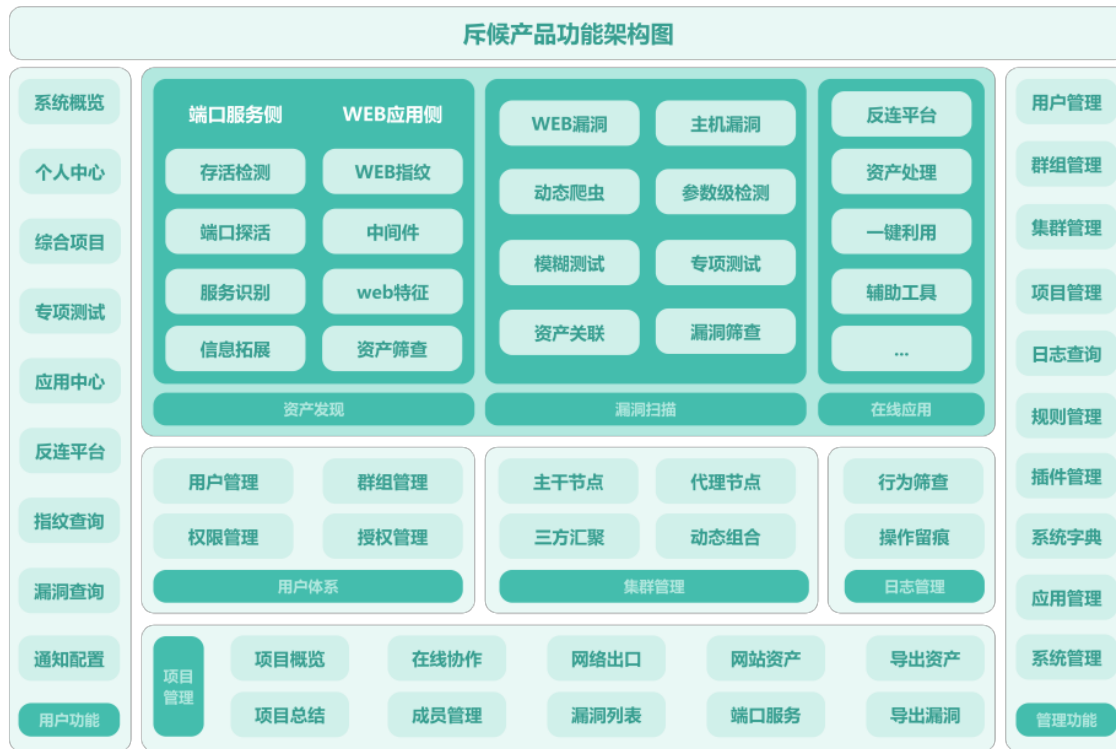 斥候产品功能架构图
系统概览
个人中心
综合项目
专项测试
应用中心
反连平台
指纹查询
漏洞查询
通知配置
用户功能
端口服务侧
WEB应用侧
存活检测
WEB指纹
端口探活
中间件
服务识别
web特征
信息拓展
资产筛查
资产发现
WEB漏洞
主机漏洞
动态爬虫
参数级检测
模糊测试
专项测试
资产关联
漏洞筛查
漏洞扫描
反连平台
资产处理
一键利用
辅助工具
...
在线应用
用户管理
群组管理
权限管理
授权管理
用户体系
主干节点
代理节点
三方汇聚
动态组合
集群管理
行为筛查
操作留痕
日志管理
项目
管理
项目概览
在线协作
网络出口
网站资产
导出资产
项目总结
成员管理
漏洞列表
端口服务
导出漏洞
用户管理
群组管理
集群管理
项目管理
日志查询
规则管理
插件管理
系统字典
应用管理
系统管理
管理功能